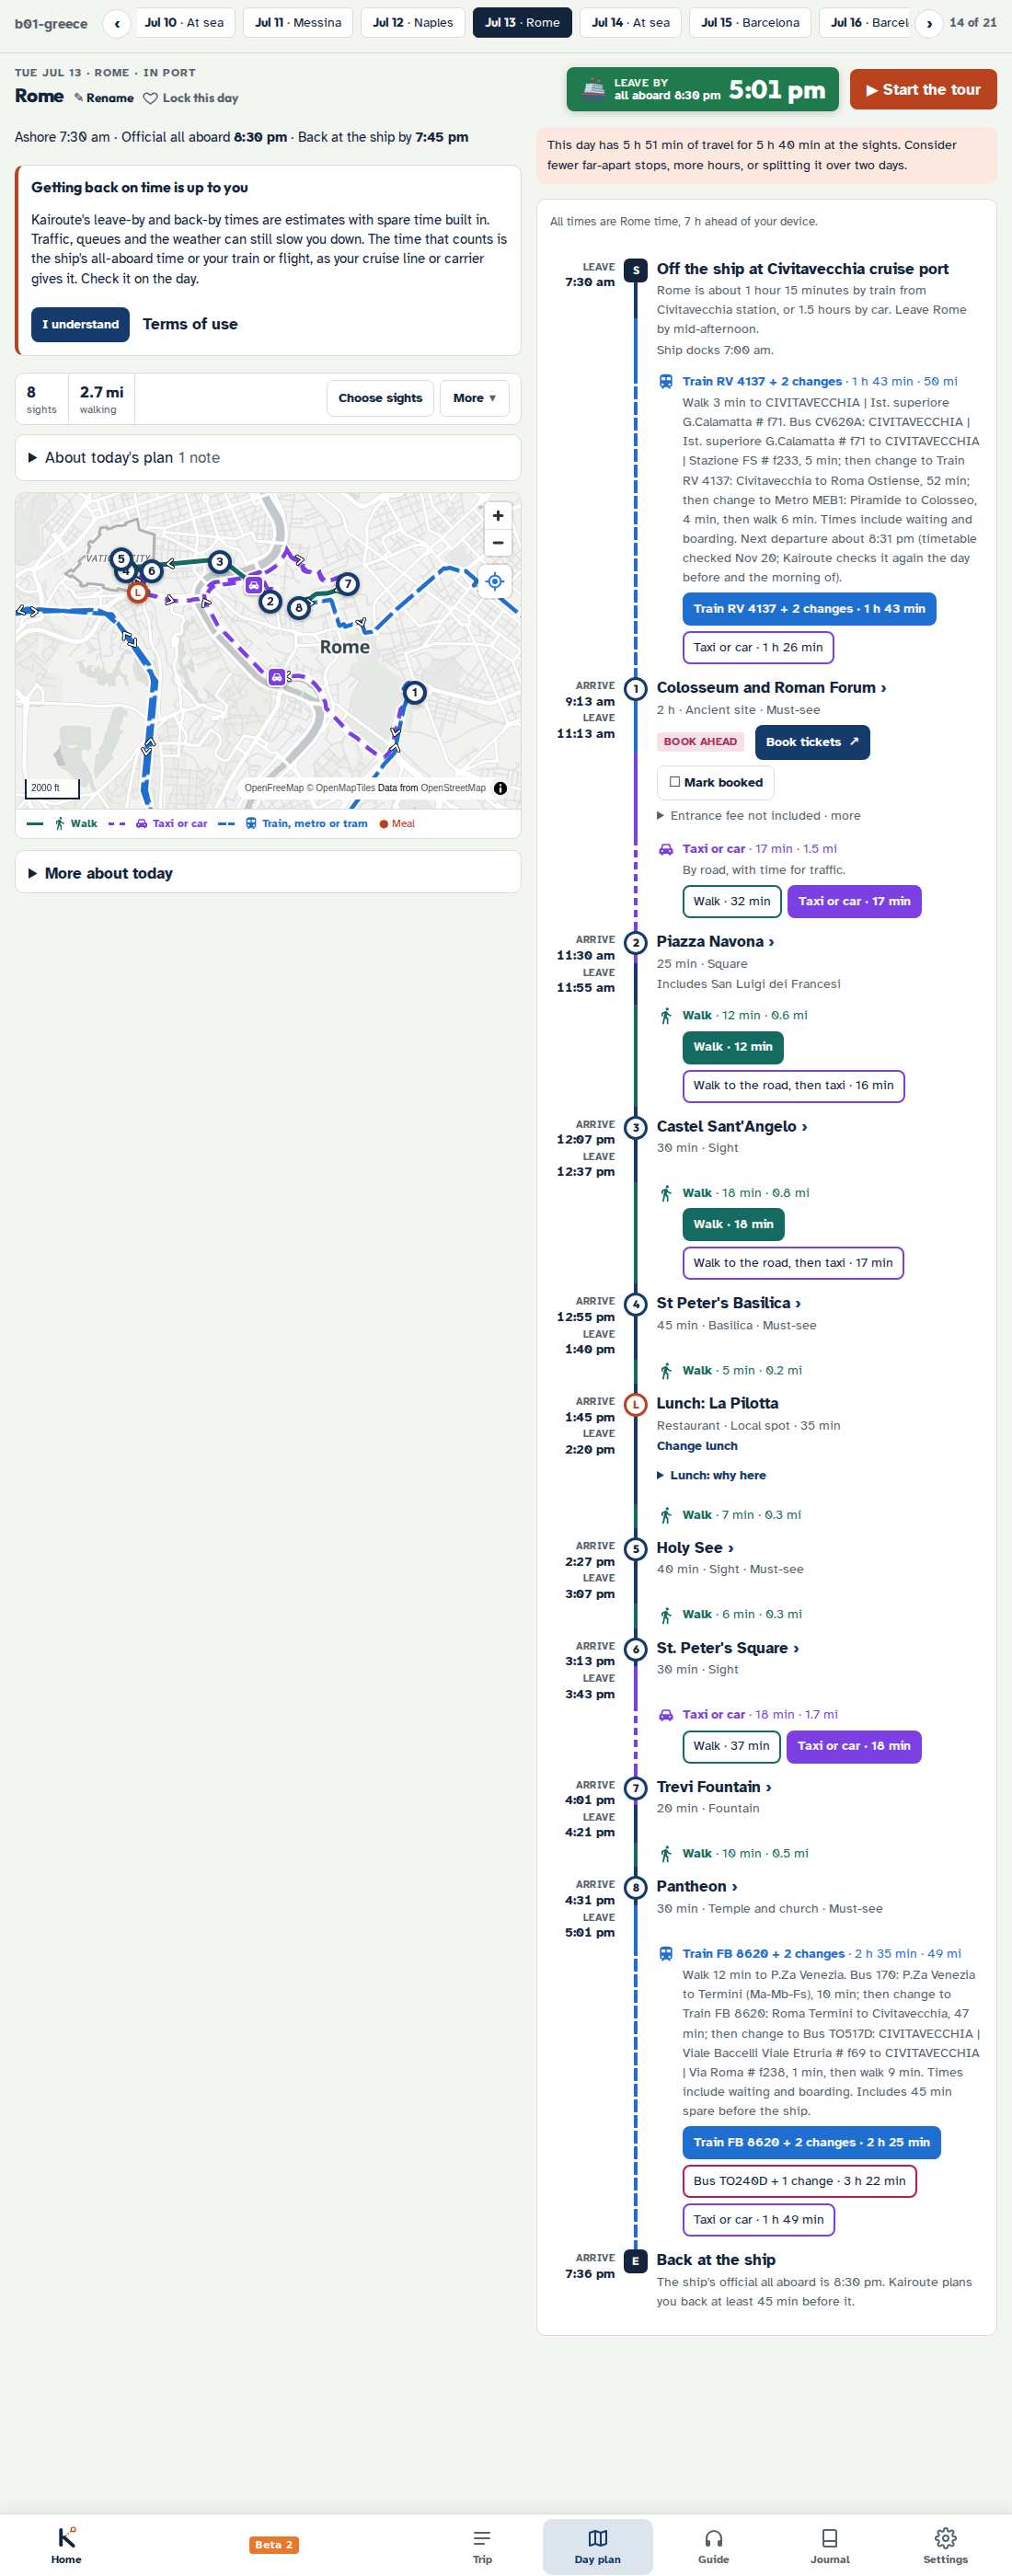 b01-greece
‹
Jul 10 · At sea
Jul 11 · Messina
Jul 12 · Naples
Jul 13 · Rome
Jul 14 · At sea
Jul 15 · Barcelona
Jul 16 · Barcel
›
14 of 21
TUE JUL 13 · ROME · IN PORT
Rome ✎ Rename Lock this day
LEAVE BY
all aboard 8:30 pm 5:01 pm
▶ Start the tour
Ashore 7:30 am · Official all aboard 8:30 pm · Back at the ship by 7:45 pm
Getting back on time is up to you
Kairoute's leave-by and back-by times are estimates with spare time built in.
Traffic, queues and the weather can still slow you down. The time that counts is
the ship's all-aboard time or your train or flight, as your cruise line or carrier
gives it. Check it on the day.
I understand Terms of use
8
sights
2.7 mi
walking
Choose sights
More ▾
▶ About today's plan 1 note
VATI CITY
5
4
6
3
L
2
8
7
1
Rome
+
−
2000 ft
OpenFreeMap © OpenMapTiles Data from OpenStreetMap
Walk Taxi or car Train, metro or tram Meal
▶ More about today
This day has 5 h 51 min of travel for 5 h 40 min at the sights. Consider
fewer far-apart stops, more hours, or splitting it over two days.
All times are Rome time, 7 h ahead of your device.
LEAVE
7:30 am
S
Off the ship at Civitavecchia cruise port
Rome is about 1 hour 15 minutes by train from
Civitavecchia station, or 1.5 hours by car. Leave Rome
by mid-afternoon.
Ship docks 7:00 am.
Train RV 4137 + 2 changes · 1 h 43 min · 50 mi
Walk 3 min to CIVITAVECCHIA | Ist. superiore
G.Calamatta # f71. Bus CV620A: CIVITAVECCHIA |
Ist. superiore G.Calamatta # f71 to CIVITAVECCHIA
| Stazione FS # f233, 5 min; then change to Train
RV 4137: Civitavecchia to Roma Ostiense, 52 min;
then change to Metro MEB1: Piramide to Colosseo,
4 min, then walk 6 min. Times include waiting and
boarding. Next departure about 8:31 pm (timetable
checked Nov 20; Kairoute checks it again the day
before and the morning of).
Train RV 4137 + 2 changes · 1 h 43 min
Taxi or car · 1 h 26 min
ARRIVE
9:13 am
LEAVE
11:13 am
1
Colosseum and Roman Forum ›
2 h · Ancient site · Must-see
BOOK AHEAD
Book tickets ↗
☐ Mark booked
▶ Entrance fee not included · more
Taxi or car · 17 min · 1.5 mi
By road, with time for traffic.
Walk · 32 min
Taxi or car · 17 min
ARRIVE
11:30 am
LEAVE
11:55 am
2
Piazza Navona ›
25 min · Square
Includes San Luigi dei Francesi
Walk · 12 min · 0.6 mi
Walk · 12 min
Walk to the road, then taxi · 16 min
ARRIVE
12:07 pm
LEAVE
12:37 pm
3
Castel Sant'Angelo ›
30 min · Sight
Walk · 18 min · 0.8 mi
Walk · 18 min
Walk to the road, then taxi · 17 min
ARRIVE
12:55 pm
LEAVE
1:40 pm
4
St Peter's Basilica ›
45 min · Basilica · Must-see
Walk · 5 min · 0.2 mi
ARRIVE
1:45 pm
LEAVE
2:20 pm
L
Lunch: La Pilotta
Restaurant · Local spot · 35 min
Change lunch
▶ Lunch: why here
Walk · 7 min · 0.3 mi
ARRIVE
2:27 pm
LEAVE
3:07 pm
5
Holy See ›
40 min · Sight · Must-see
Walk · 6 min · 0.3 mi
ARRIVE
3:13 pm
LEAVE
3:43 pm
6
St. Peter's Square ›
30 min · Sight
Taxi or car · 18 min · 1.7 mi
Walk · 37 min
Taxi or car · 18 min
ARRIVE
4:01 pm
LEAVE
4:21 pm
7
Trevi Fountain ›
20 min · Fountain
Walk · 10 min · 0.5 mi
ARRIVE
4:31 pm
LEAVE
5:01 pm
8
Pantheon ›
30 min · Temple and church · Must-see
Train FB 8620 + 2 changes · 2 h 35 min · 49 mi
Walk 12 min to P.Za Venezia. Bus 170: P.Za Venezia
to Termini (Ma-Mb-Fs), 10 min; then change to
Train FB 8620: Roma Termini to Civitavecchia, 47
min; then change to Bus TO517D: CIVITAVECCHIA |
Viale Baccelli Viale Etruria # f69 to CIVITAVECCHIA
| Via Roma # f238, 1 min, then walk 9 min. Times
include waiting and boarding. Includes 45 min
spare before the ship.
Train FB 8620 + 2 changes · 2 h 25 min
Bus TO240D + 1 change · 3 h 22 min
Taxi or car · 1 h 49 min
ARRIVE
7:36 pm
E
Back at the ship
The ship's official all aboard is 8:30 pm. Kairoute plans
you back at least 45 min before it.
Home
Beta 2
Trip
Day plan
Guide
Journal
Settings